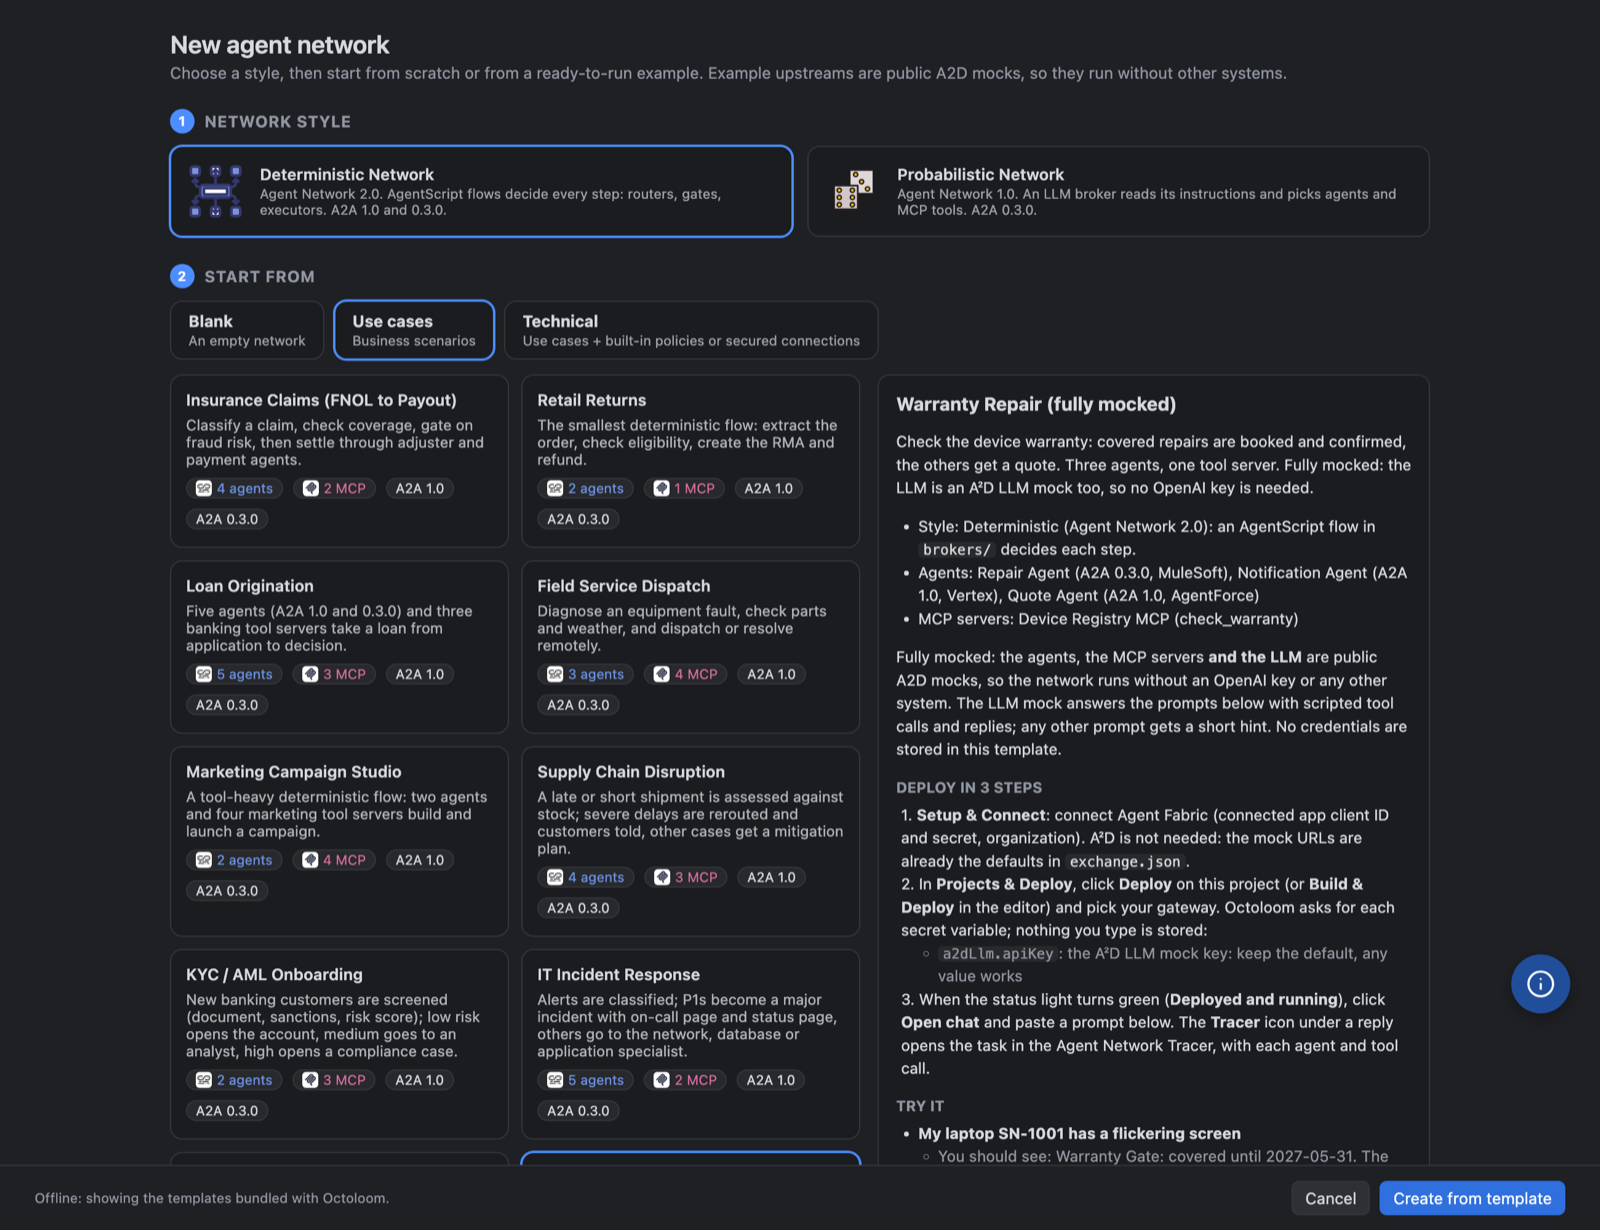 New agent network
Choose a style, then start from scratch or from a ready-to-run example. Example upstreams are public A2D mocks, so they run without other systems.
1 NETWORK STYLE
Deterministic Network
Agent Network 2.0. AgentScript flows decide every step: routers, gates,
executors. A2A 1.0 and 0.3.0.
Probabilistic Network
Agent Network 1.0. An LLM broker reads its instructions and picks agents and
MCP tools. A2A 0.3.0.
2 START FROM
Blank
An empty network
Use cases
Business scenarios
Technical
Use cases + built-in policies or secured connections
Insurance Claims (FNOL to Payout)
Classify a claim, check coverage, gate on
fraud risk, then settle through adjuster and
payment agents.
4 agents 2 MCP A2A 1.0
A2A 0.3.0
Retail Returns
The smallest deterministic flow: extract the
order, check eligibility, create the RMA and
refund.
2 agents 1 MCP A2A 1.0
A2A 0.3.0
Loan Origination
Five agents (A2A 1.0 and 0.3.0) and three
banking tool servers take a loan from
application to decision.
5 agents 3 MCP A2A 1.0
A2A 0.3.0
Field Service Dispatch
Diagnose an equipment fault, check parts
and weather, and dispatch or resolve
remotely.
3 agents 4 MCP A2A 1.0
A2A 0.3.0
Marketing Campaign Studio
A tool-heavy deterministic flow: two agents
and four marketing tool servers build and
launch a campaign.
2 agents 4 MCP A2A 1.0
A2A 0.3.0
Supply Chain Disruption
A late or short shipment is assessed against
stock; severe delays are rerouted and
customers told, other cases get a mitigation
plan.
4 agents 3 MCP A2A 1.0
A2A 0.3.0
KYC / AML Onboarding
New banking customers are screened
(document, sanctions, risk score); low risk
opens the account, medium goes to an
analyst, high opens a compliance case.
2 agents 3 MCP A2A 1.0
A2A 0.3.0
IT Incident Response
Alerts are classified; P1s become a major
incident with on-call page and status page,
others go to the network, database or
application specialist.
5 agents 2 MCP A2A 1.0
A2A 0.3.0
Warranty Repair (fully mocked)
Check the device warranty: covered repairs are booked and confirmed,
the others get a quote. Three agents, one tool server. Fully mocked: the
LLM is an A²D LLM mock too, so no OpenAI key is needed.
• Style: Deterministic (Agent Network 2.0): an AgentScript flow in
brokers/ decides each step.
• Agents: Repair Agent (A2A 0.3.0, MuleSoft), Notification Agent (A2A
1.0, Vertex), Quote Agent (A2A 1.0, AgentForce)
• MCP servers: Device Registry MCP (check_warranty)
Fully mocked: the agents, the MCP servers and the LLM are public
A2D mocks, so the network runs without an OpenAI key or any other
system. The LLM mock answers the prompts below with scripted tool
calls and replies; any other prompt gets a short hint. No credentials are
stored in this template.
DEPLOY IN 3 STEPS
1. Setup & Connect: connect Agent Fabric (connected app client ID
and secret, organization). A²D is not needed: the mock URLs are
already the defaults in exchange.json.
2. In Projects & Deploy, click Deploy on this project (or Build &
Deploy in the editor) and pick your gateway. Octoloom asks for each
secret variable; nothing you type is stored:
◦ a2dLlm.apiKey: the A²D LLM mock key: keep the default, any
value works
3. When the status light turns green (Deployed and running), click
Open chat and paste a prompt below. The Tracer icon under a reply
opens the task in the Agent Network Tracer, with each agent and tool
call.
TRY IT
• My laptop SN-1001 has a flickering screen
◦ You should see: Warranty Gate: covered until 2027-05-31. The
Offline: showing the templates bundled with Octoloom.
Cancel
Create from template